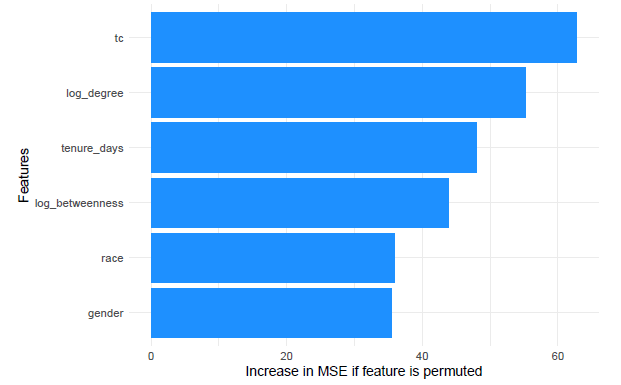 tc
log_degree
tenure_days
log_betweenness
race
gender
Features
0 20 40 60
Increase in MSE if feature is permuted